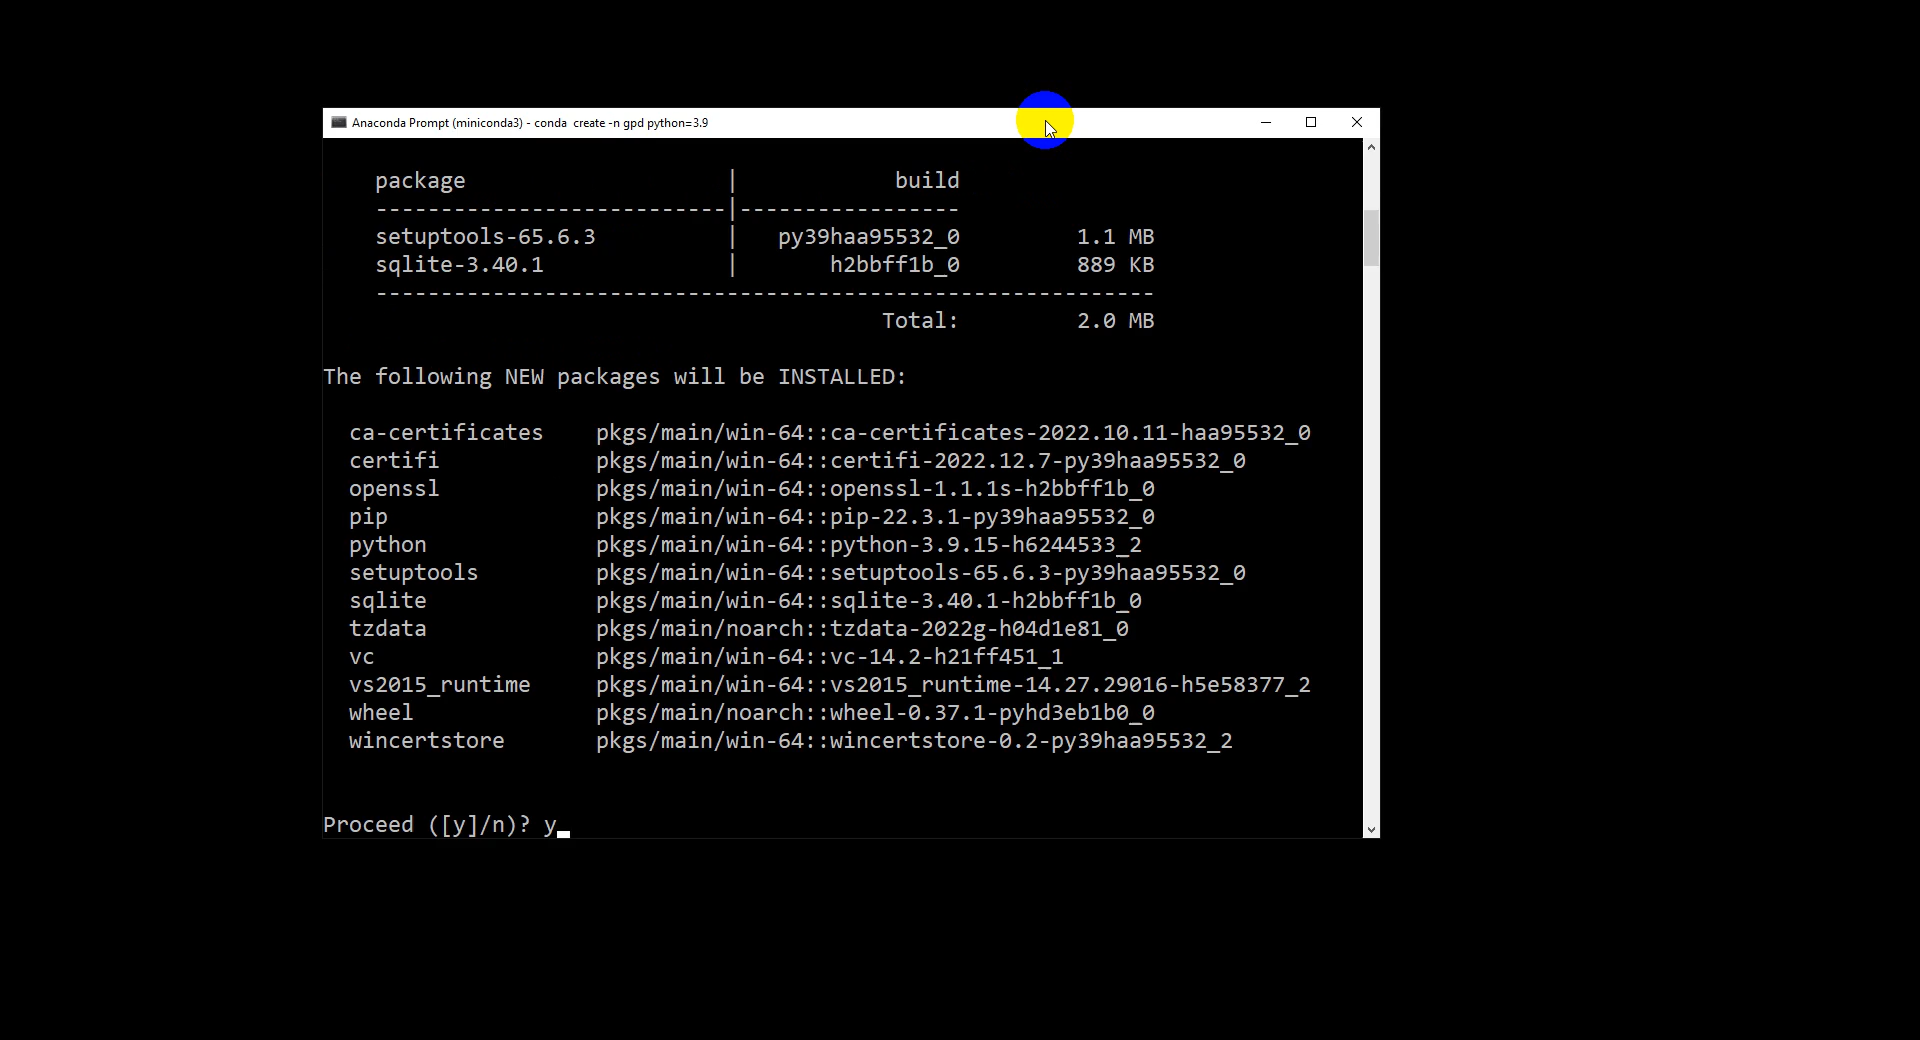 Anaconda Prompt (miniconda3) - conda  create -n gpd python=3.9
package                    |            build
---------------------------|-----------------
setuptools-65.6.3          |   py39haa95532_0         1.1 MB
sqlite-3.40.1              |       h2bbff1b_0         889 KB
------------------------------------------------------------
Total:         2.0 MB
The following NEW packages will be INSTALLED:
ca-certificates    pkgs/main/win-64::ca-certificates-2022.10.11-haa95532_0
certifi            pkgs/main/win-64::certifi-2022.12.7-py39haa95532_0
openssl            pkgs/main/win-64::openssl-1.1.1s-h2bbff1b_0
pip                pkgs/main/win-64::pip-22.3.1-py39haa95532_0
python             pkgs/main/win-64::python-3.9.15-h6244533_2
setuptools         pkgs/main/win-64::setuptools-65.6.3-py39haa95532_0
sqlite             pkgs/main/win-64::sqlite-3.40.1-h2bbff1b_0
tzdata             pkgs/main/noarch::tzdata-2022g-h04d1e81_0
vc                 pkgs/main/win-64::vc-14.2-h21ff451_1
vs2015_runtime     pkgs/main/win-64::vs2015_runtime-14.27.29016-h5e58377_2
wheel              pkgs/main/noarch::wheel-0.37.1-pyhd3eb1b0_0
wincertstore       pkgs/main/win-64::wincertstore-0.2-py39haa95532_2
Proceed ([y]/n)? y